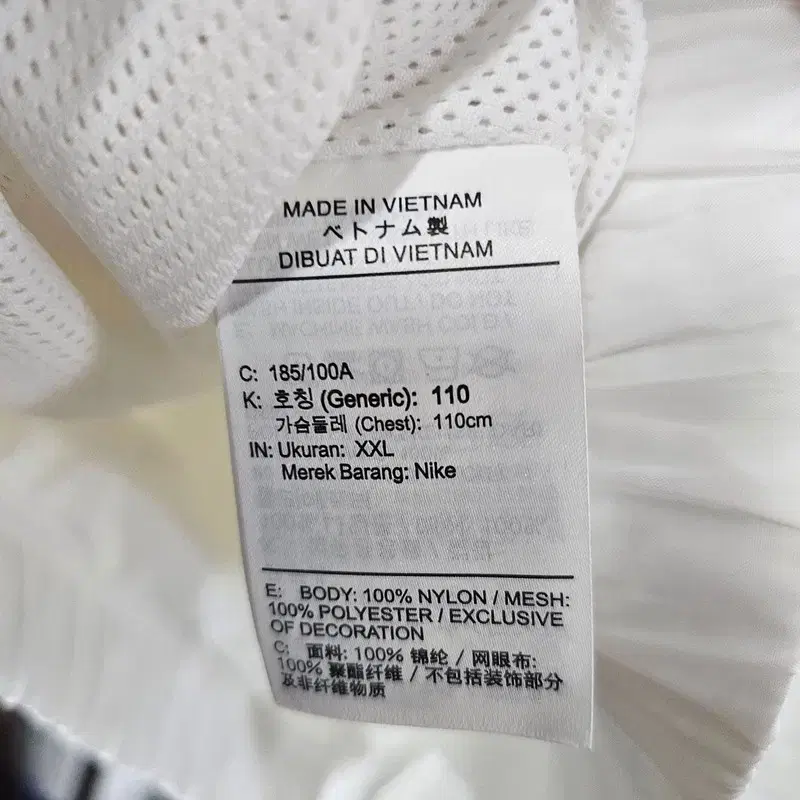 MADE IN VIETNAM
ベトナム製
DIBUAT DI VIETNAM
C: 185/100A
K: 호칭 (Generic): 110
가슴둘레 (Chest): 110cm
IN: Ukuran: XXL
Merek Barang: Nike
E: BODY: 100% NYLON / MESH:
100% POLYESTER / EXCLUSIVE
OF DECORATION
C: 面料: 100% 锦纶 / 网眼布:
100% 聚酯纤维 / 不包括装饰部分
及非纤维物质